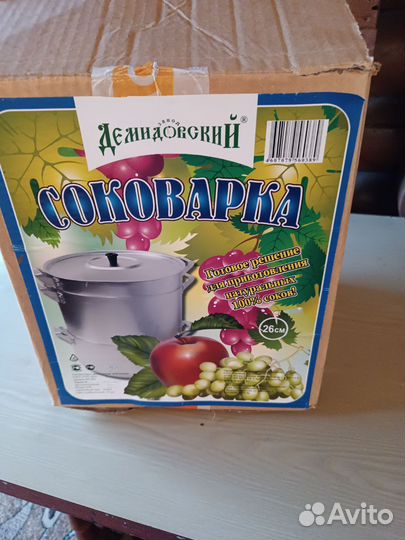 ЗАВОД
ДЕМИДОВСКИЙ®
СОКОВАРКА
Готовое решение
для приготовления
натуральных
100% соков!
26см
Avito